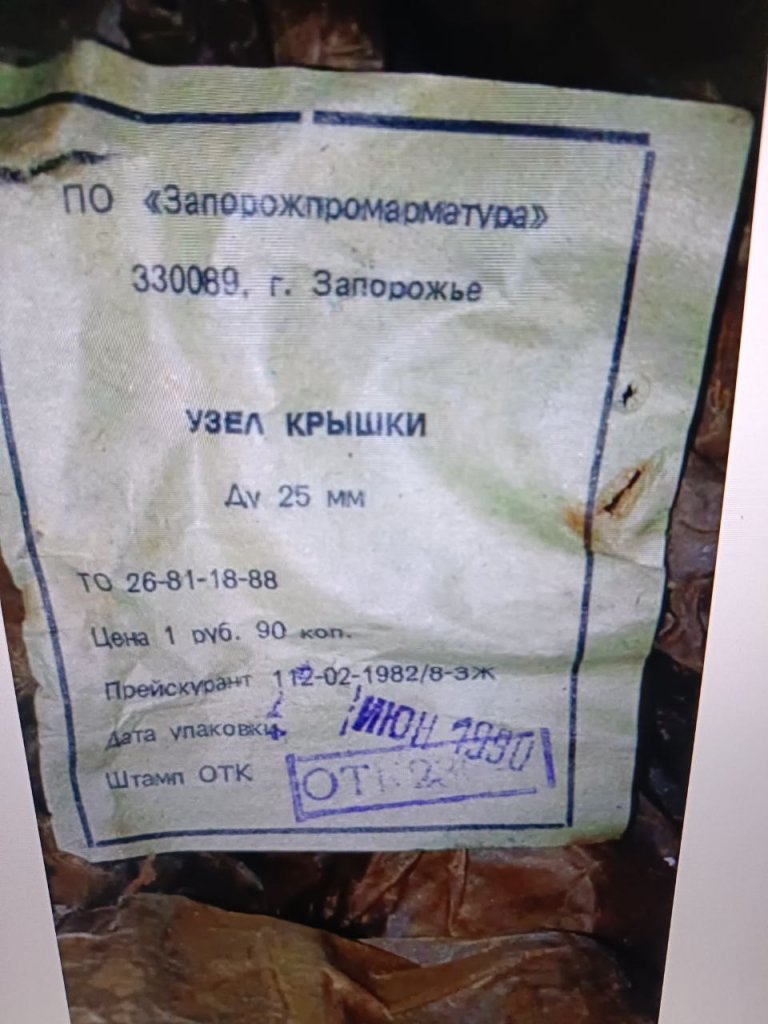 ПО «Запорожпромарматура»
330089, г. Запорожье
УЗЕЛ КРЫШКИ
Ду 25 мм
ТО 26-81-18-88
Цена 1 руб. 90 коп.
Прейскурант 112-02-1982/8-3Ж
Дата упаковки ИЮН 1990
Штамп ОТК ОТК